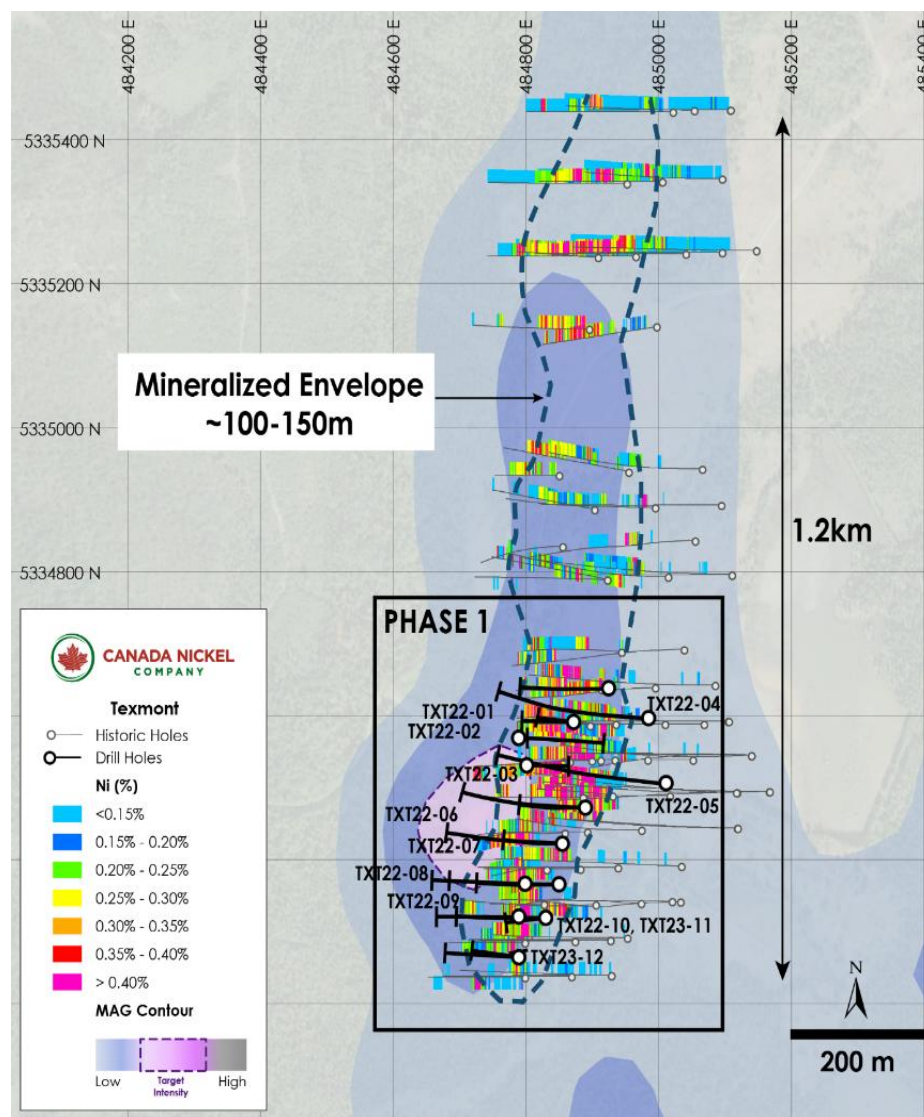 484200 E
484400 E
484600 E
484800 E
485000 E
485200 E
485400 E
5335400 N
5335200 N
Mineralized Envelope
~100-150m
5335000 N
1.2km
5334800 N
PHASE 1
TXT22-01
TXT22-02
TXT22-04
TXT22-03
TXT22-05
TXT22-06
TXT22-07
TXT22-08
TXT22-09
TXT22-10, TXT23-11
TXT23-12
CANADA NICKEL
COMPANY
Texmont
Historic Holes
Drill Holes
Ni (%)
<0.15%
0.15% - 0.20%
0.20% - 0.25%
0.25% - 0.30%
0.30% - 0.35%
0.35% - 0.40%
> 0.40%
MAG Contour
Low
Target
Intensity
High
N
200 m